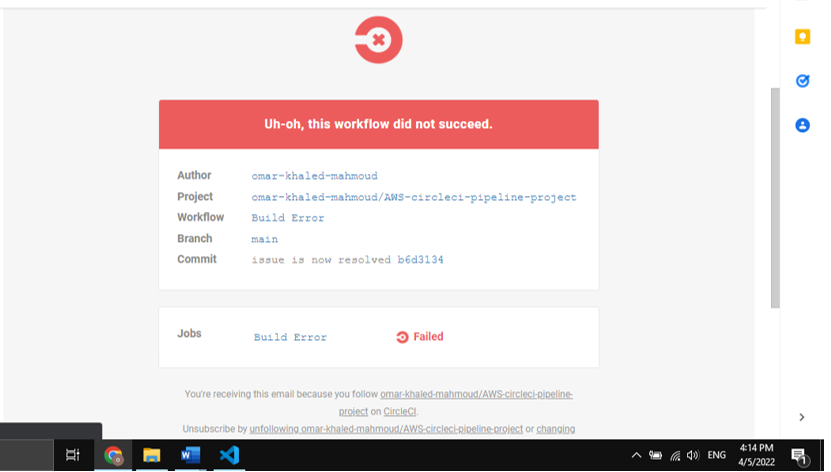 Uh-oh, this workflow did not succeed.
Author omar-khaled-mahmoud
Project omar-khaled-mahmoud/AWS-circleci-pipeline-project
Workflow Build Error
Branch main
Commit issue is now resolved b6d3134
Jobs Build Error Failed
You're receiving this email because you follow omar-khaled-mahmoud/AWS-circleci-pipeline-
project on CircleCI.
Unsubscribe by unfollowing omar-khaled-mahmoud/AWS-circleci-pipeline-project or changing
ENG
4:14 PM
4/5/2022
1